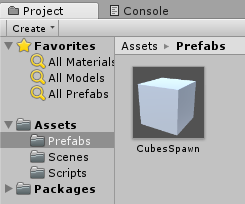 Project Console
Create
Favorites
All Materials
All Models
All Prefabs
Assets
Prefabs
Scenes
Scripts
Packages
Assets Prefabs
CubesSpawn